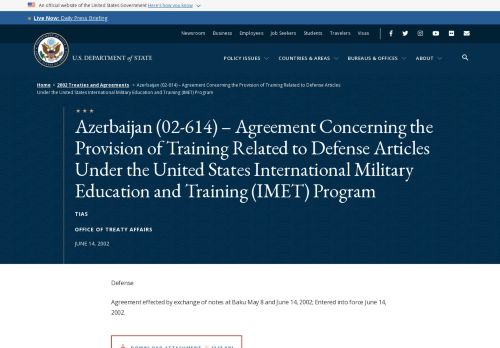 An official website of the United States Government Here's how you know
Live Now: Daily Press Briefing
Newsroom Business Employees Job Seekers Students Travelers Visas
U.S. DEPARTMENT of STATE
POLICY ISSUES COUNTRIES & AREAS BUREAUS & OFFICES ABOUT
Home 2002 Treaties and Agreements Azerbaijan (02-614) – Agreement Concerning the Provision of Training Related to Defense Articles
Under the United States International Military Education and Training (IMET) Program
Azerbaijan (02-614) – Agreement Concerning the
Provision of Training Related to Defense Articles
Under the United States International Military
Education and Training (IMET) Program
TIAS
OFFICE OF TREATY AFFAIRS
JUNE 14, 2002
Defense
Agreement effected by exchange of notes at Baku May 8 and June 14, 2002; Entered into force June 14,
2002.
DOWNLOAD ATTACHMENT